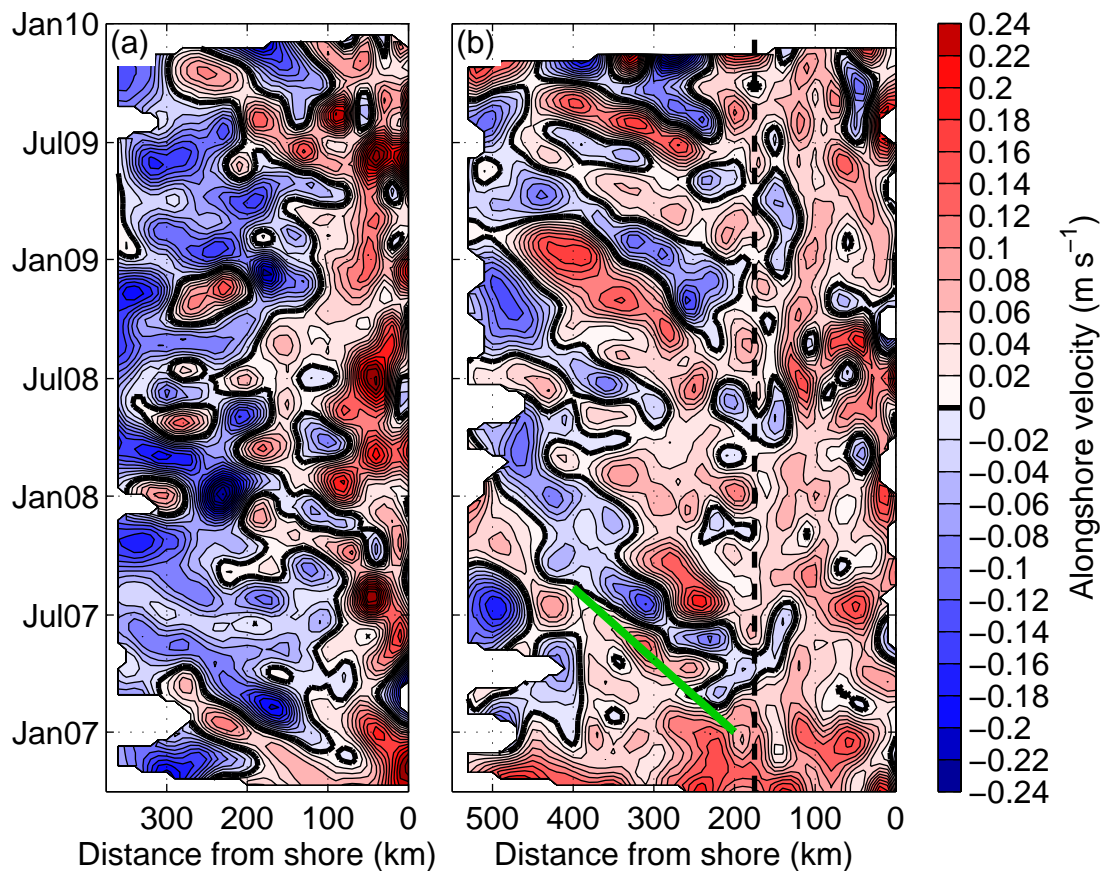 (a)
(b)
Jan10
Jul09
Jan09
Jul08
Jan08
Jul07
Jan07
300 200 100 0
Distance from shore (km)
500 400 300 200 100 0
Distance from shore (km)
0.24
0.22
0.2
0.18
0.16
0.14
0.12
0.1
0.08
0.06
0.04
0.02
0
−0.02
−0.04
−0.06
−0.08
−0.1
−0.12
−0.14
−0.16
−0.18
−0.2
−0.22
−0.24
Alongshore velocity (m s⁻¹)